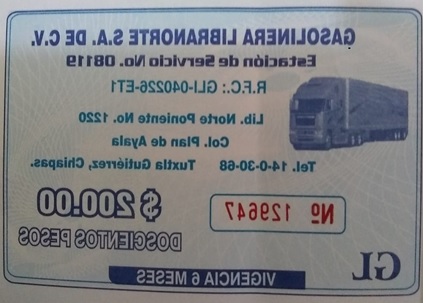 GASOLINERA LIBRANORTE S.A. DE C.V.
Estación de Servicio No. 08119
R.F.C.: GLI-040226-ET1
Lib. Norte Poniente No. 1220
Col. Plan de Ayala
Tel. 14-0-30-68 Tuxtla Gutiérrez, Chiapas.
Nº 129647
$ 200.00
DOSCIENTOS PESOS
GL
VIGENCIA 6 MESES